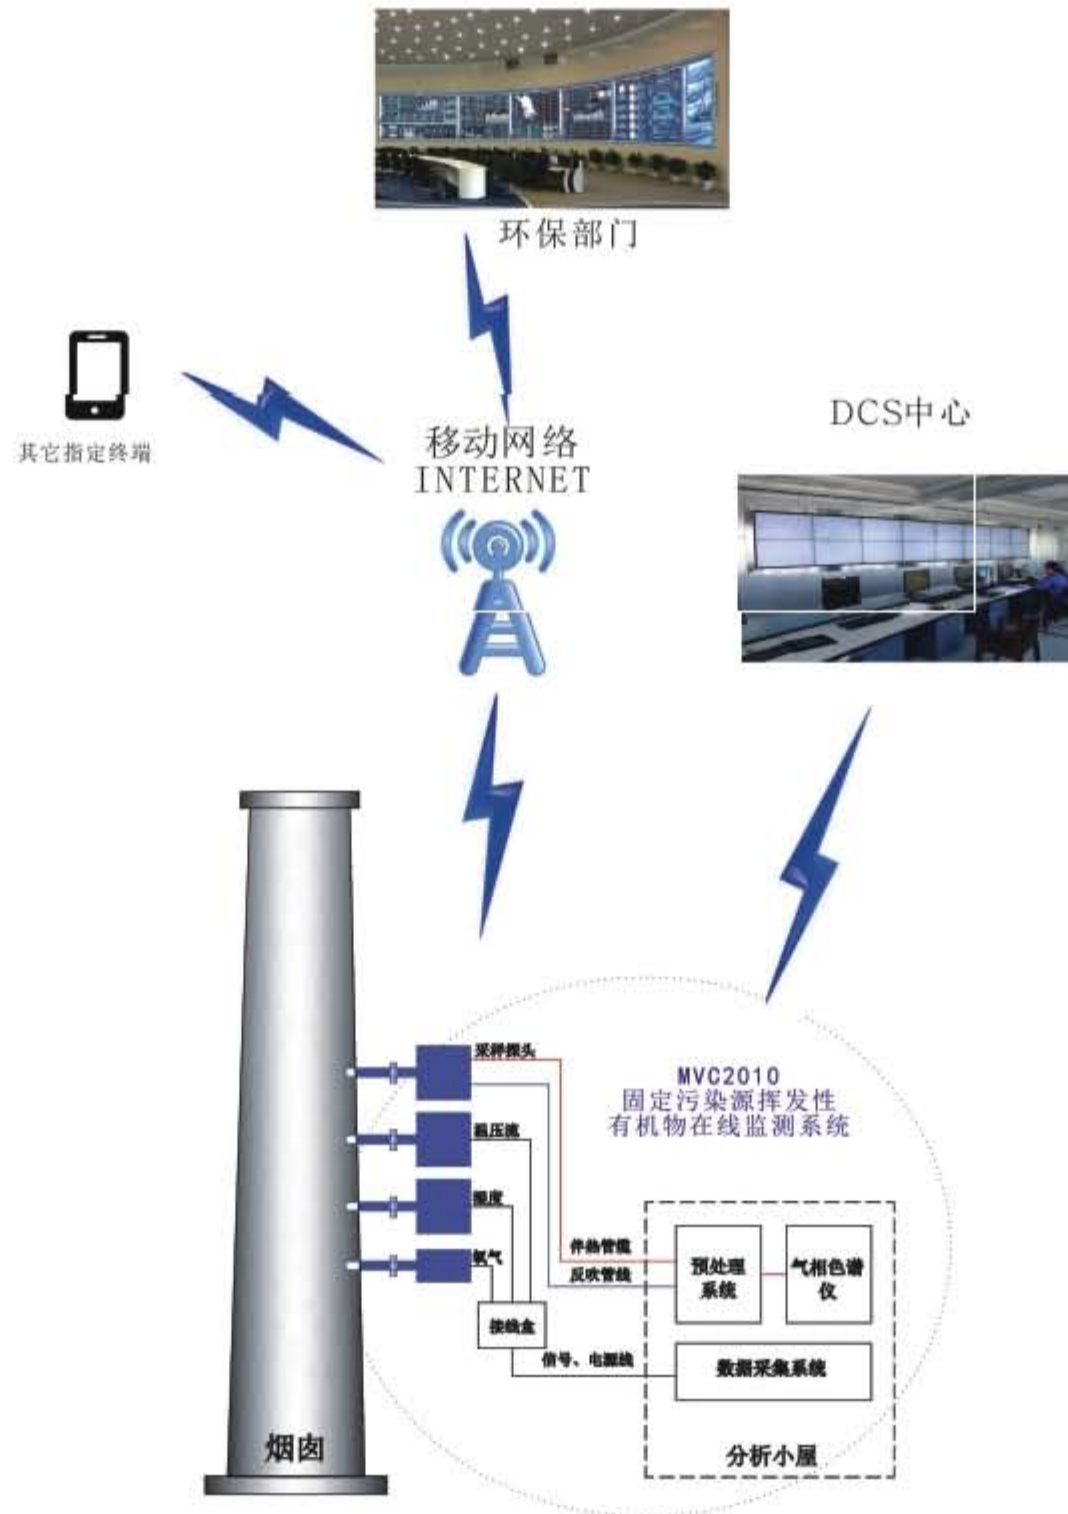 环保部门
其它指定终端
移动网络
INTERNET
DCS中心
采样探头
温压流
湿度
氧气
MVC2010
固定污染源挥发性
有机物在线监测系统
伴热管缆
反吹管线
预处理
系统
气相色谱
仪
接线盒
信号、电源线
数据采集系统
烟囱
分析小屋